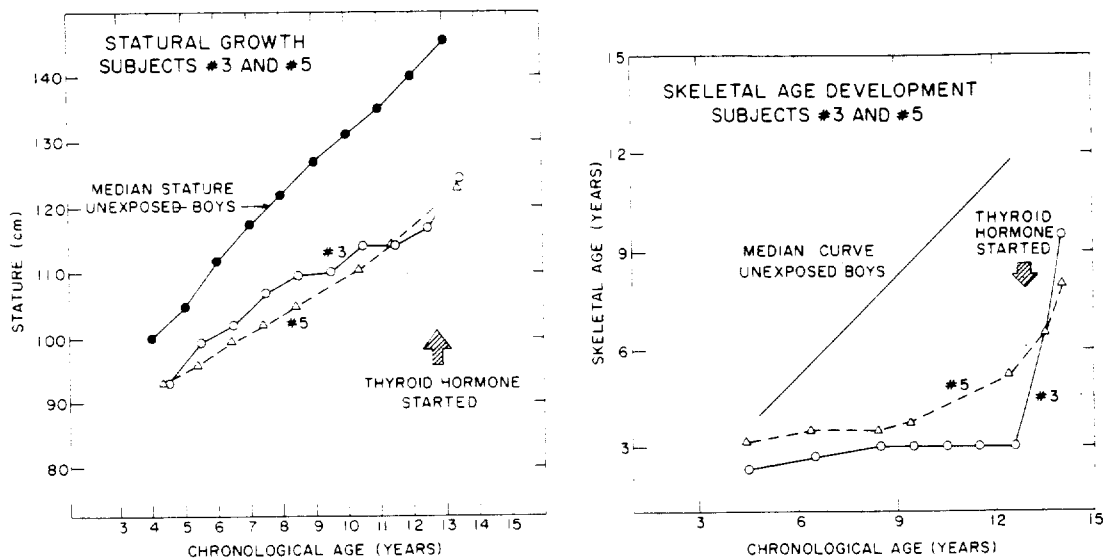 STATURAL GROWTH
SUBJECTS #3 AND #5
MEDIAN STATURE
UNEXPOSED BOYS
#3
#5
THYROID HORMONE
STARTED
140
130
120
110
100
90
80
STATURE (cm)
3 4 5 6 7 8 9 10 11 12 13 14 15
CHRONOLOGICAL AGE (YEARS)
SKELETAL AGE DEVELOPMENT
SUBJECTS #3 AND #5
THYROID
HORMONE
STARTED
MEDIAN CURVE
UNEXPOSED BOYS
#5
#3
15
12
9
6
3
SKELETAL AGE (YEARS)
3 6 9 12 15
CHRONOLOGICAL AGE (YEARS)